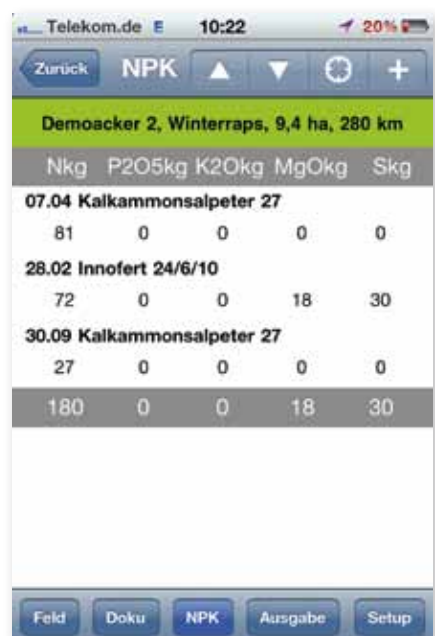 Telekom.de E 10:22 20%
Zurück NPK
Demoacker 2, Winterraps, 9,4 ha, 280 km
Nkg P2O5kg K2Okg MgOkg Skg
07.04 Kalkammonsalpeter 27
81 0 0 0 0
28.02 Innofert 24/6/10
72 0 0 18 30
30.09 Kalkammonsalpeter 27
27 0 0 0 0
180 0 0 18 30
Feld Doku NPK Ausgabe Setup